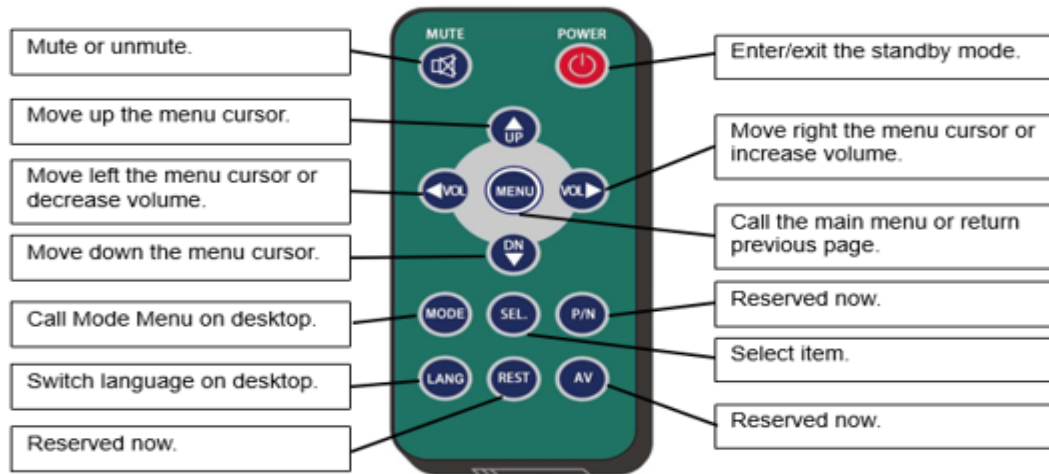 MUTE
POWER
Mute or unmute.
Enter/exit the standby mode.
Move up the menu cursor.
UP
Move right the menu cursor or
increase volume.
Move left the menu cursor or
decrease volume.
VOL
MENU
VOL
Call the main menu or return
previous page.
Move down the menu cursor.
DN
Call Mode Menu on desktop.
MODE
SEL.
P/N
Reserved now.
Select item.
Switch language on desktop.
LANG
REST
AV
Reserved now.
Reserved now.